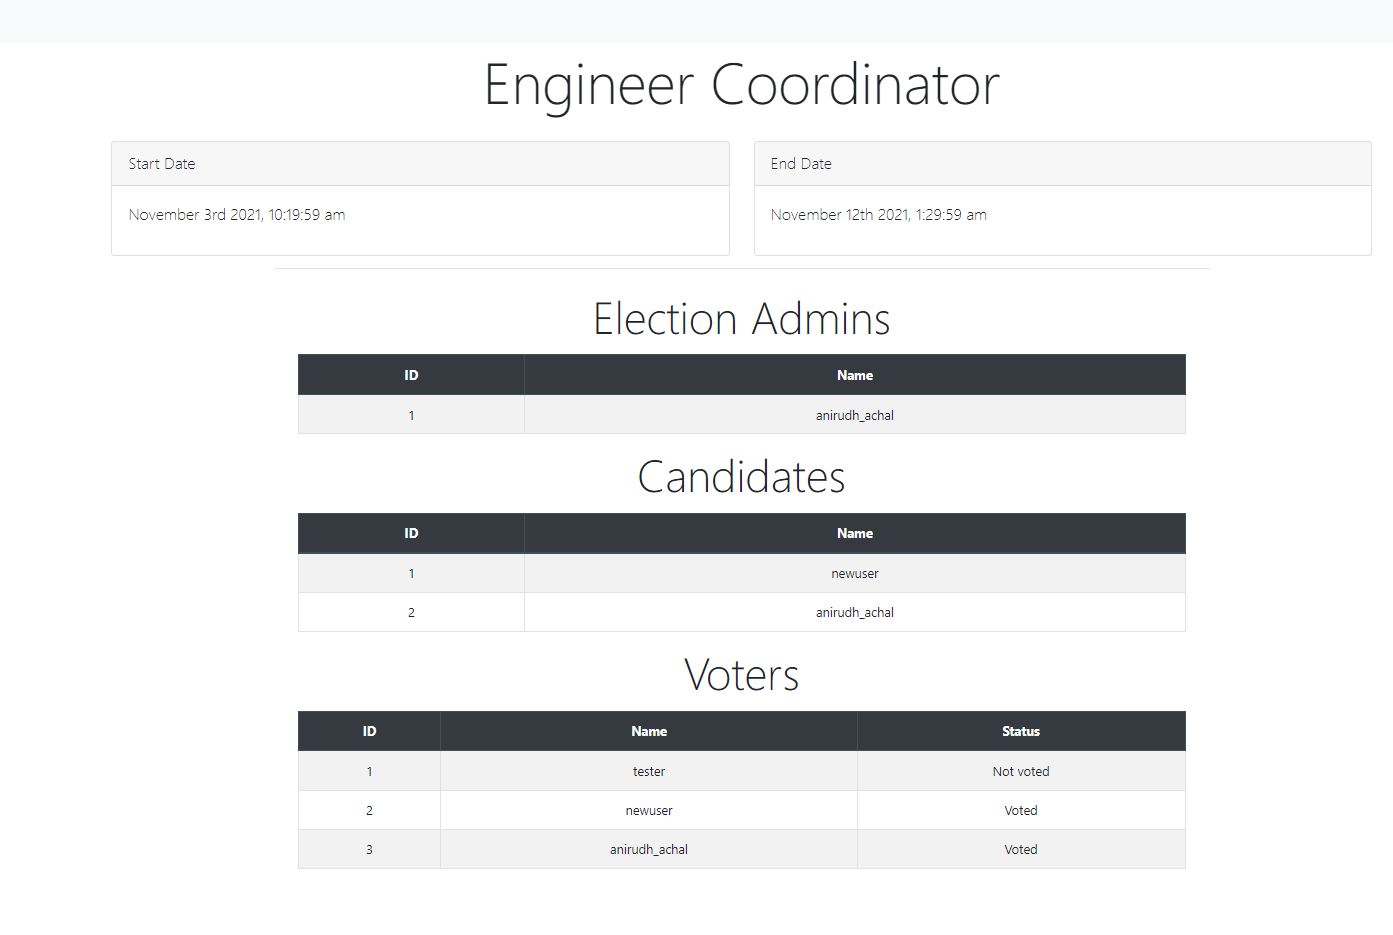 Engineer Coordinator
Start Date
End Date
November 3rd 2021, 10:19:59 am
November 12th 2021, 1:29:59 am
Election Admins
ID Name
1 anirudh_achal
Candidates
ID Name
1 newuser
2 anirudh_achal
Voters
ID Name Status
1 tester Not voted
2 newuser Voted
3 anirudh_achal Voted